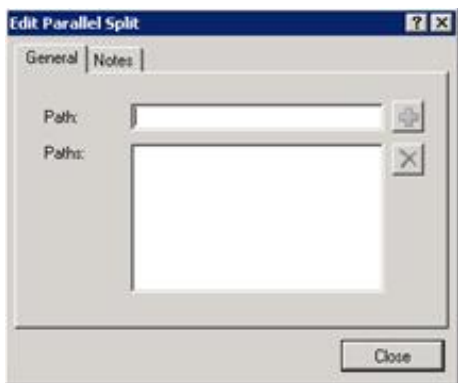 Edit Parallel Split
General Notes
Path:
Paths:
Close